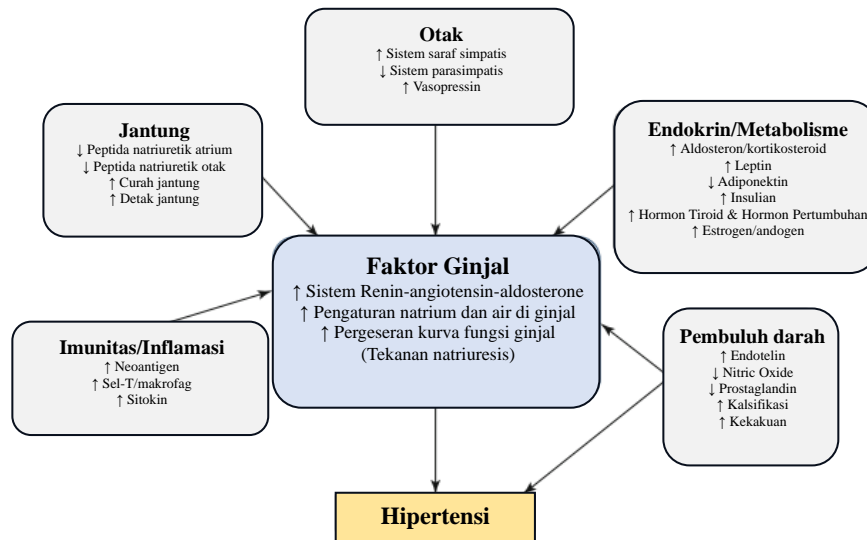 Otak
↑ Sistem saraf simpatis
↓ Sistem parasimpatis
↑ Vasopressin
Jantung
↓ Peptida natriuretik atrium
↓ Peptida natriuretik otak
↑ Curah jantung
↑ Detak jantung
Endokrin/Metabolisme
↑ Aldosteron/kortikosteroid
↑ Leptin
↓ Adiponektin
↑ Insulian
↑ Hormon Tiroid & Hormon Pertumbuhan
↑ Estrogen/andogen
Faktor Ginjal
↑ Sistem Renin-angiotensin-aldosterone
↑ Pengaturan natrium dan air di ginjal
↑ Pergeseran kurva fungsi ginjal
(Tekanan natriuresis)
Imunitas/Inflamasi
↑ Neoantigen
↑ Sel-T/makrofag
↑ Sitokin
Pembuluh darah
↑ Endotelin
↓ Nitric Oxide
↓ Prostaglandin
↑ Kalsifikasi
↑ Kekakuan
Hipertensi